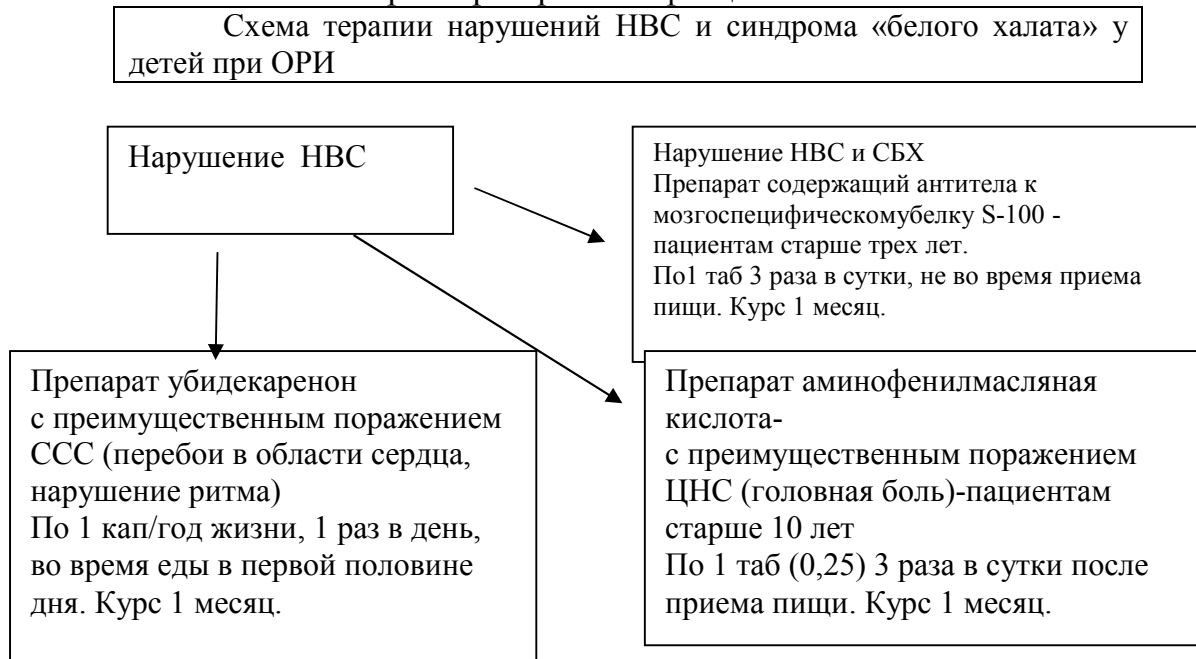 Схема терапии нарушений НВС и синдрома «белого халата» у
детей при ОРИ
Нарушение НВС
Нарушение НВС и СБХ
Препарат содержащий антитела к
мозгоспецифическомубелку S-100 -
пациентам старше трех лет.
По1 таб 3 раза в сутки, не во время приема
пищи. Курс 1 месяц.
Препарат убидекаренон
с преимущественным поражением
ССС (перебои в области сердца,
нарушение ритма)
По 1 кап/год жизни, 1 раз в день,
во время еды в первой половине
дня. Курс 1 месяц.
Препарат аминофенилмасляная
кислота-
с преимущественным поражением
ЦНС (головная боль)-пациентам
старше 10 лет
По 1 таб (0,25) 3 раза в сутки после
приема пищи. Курс 1 месяц.